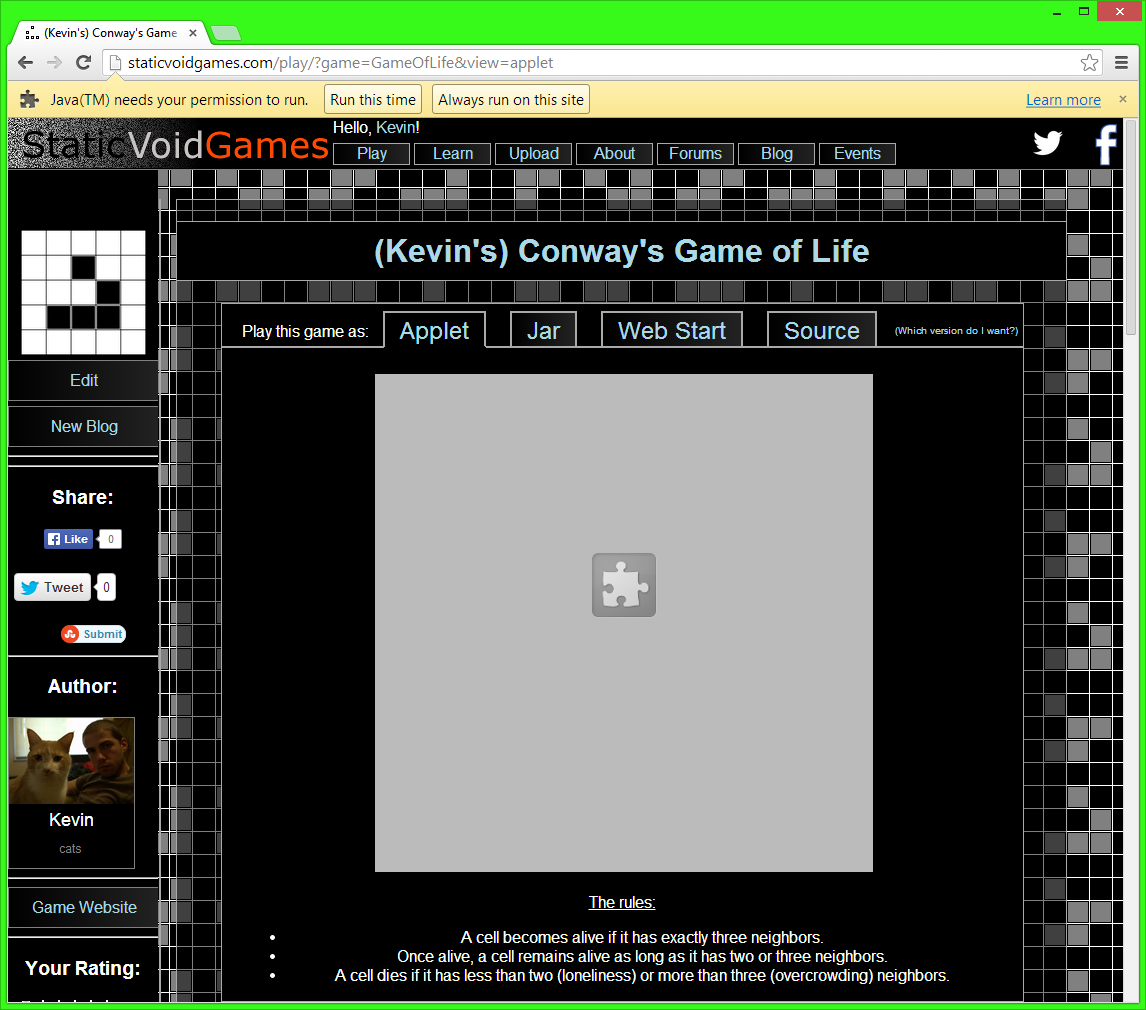 (Kevin's) Conway's Game
staticvoidgames.com/play/?game=GameOfLife&view=applet
Java(TM) needs your permission to run. Run this time Always run on this site Learn more
StaticVoidGames
Hello, Kevin!
Play Learn Upload About Forums Blog Events
(Kevin's) Conway's Game of Life
Play this game as: Applet Jar Web Start Source (Which version do I want?)
Edit
New Blog
Share:
Like 0
Tweet 0
Submit
Author:
Kevin
cats
Game Website
Your Rating:
The rules:
A cell becomes alive if it has exactly three neighbors.
Once alive, a cell remains alive as long as it has two or three neighbors.
A cell dies if it has less than two (loneliness) or more than three (overcrowding) neighbors.